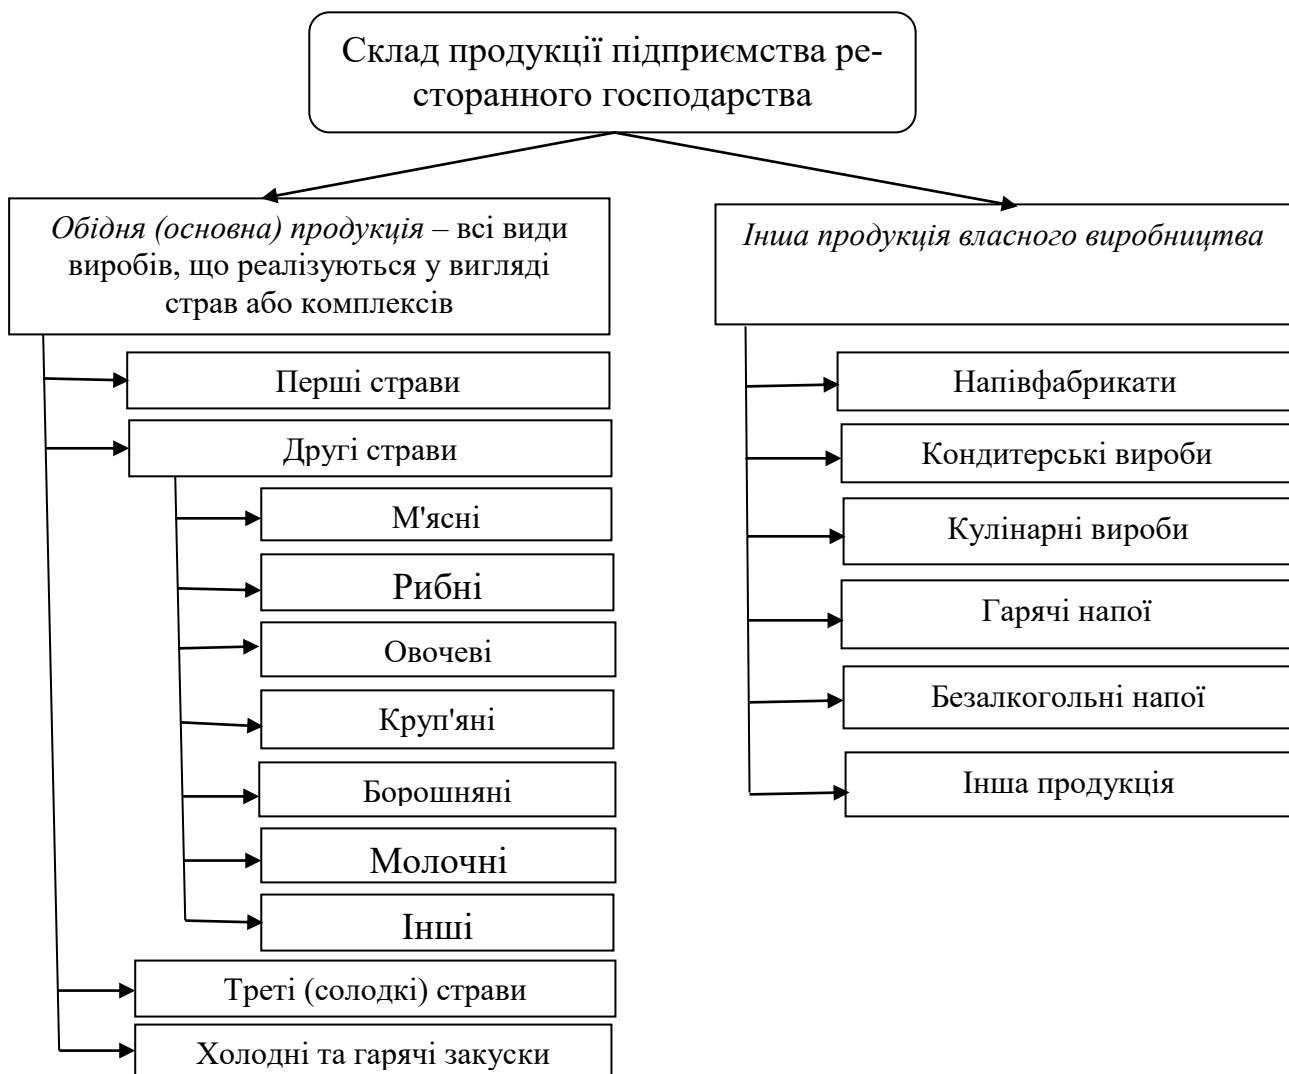 Склад продукції підприємства ре-
сторанного господарства
Обідня (основна) продукція – всі види
виробів, що реалізуються у вигляді
страв або комплексів
Перші страви
Другі страви
М'ясні
Рибні
Овочеві
Круп'яні
Борошняні
Молочні
Інші
Треті (солодкі) страви
Холодні та гарячі закуски
Інша продукція власного виробництва
Напівфабрикати
Кондитерські вироби
Кулінарні вироби
Гарячі напої
Безалкогольні напої
Інша продукція